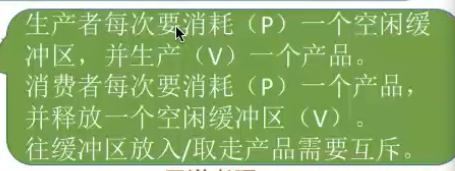 生产者每次要消耗（P）一个空闲缓
冲区，并生产（V）一个产品。
消费者每次要消耗（P）一个产品，
并释放一个空闲缓冲区（V）。
往缓冲区放入/取走产品需要互斥。